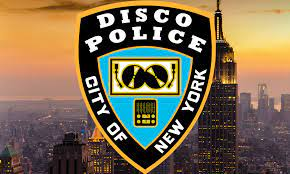 DISCO
POLICE
CITY OF
NEW YORK